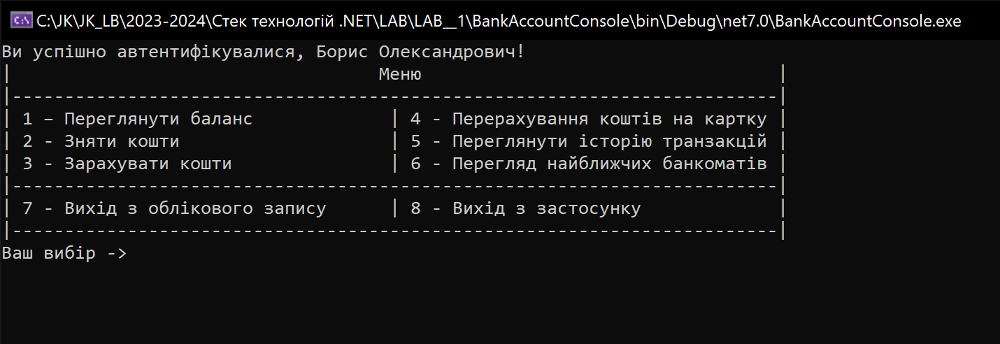 C:\JK\JK_LB\2023-2024\Стек технологій .NET\LAB\LAB__1\BankAccountConsole\bin\Debug\net7.0\BankAccountConsole.exe
Ви успішно автентифікувалися, Борис Олександрович!
|                                   Меню                                  |
|-------------------------------------------------------------------------|
| 1 – Переглянути баланс             | 4 - Перерахування коштів на картку |
| 2 - Зняти кошти                    | 5 - Переглянути історію транзакцій |
| 3 - Зарахувати кошти               | 6 - Перегляд найближчих банкоматів |
|-------------------------------------------------------------------------|
| 7 - Вихід з облікового запису      | 8 - Вихід з застосунку             |
|-------------------------------------------------------------------------|
Ваш вибір ->